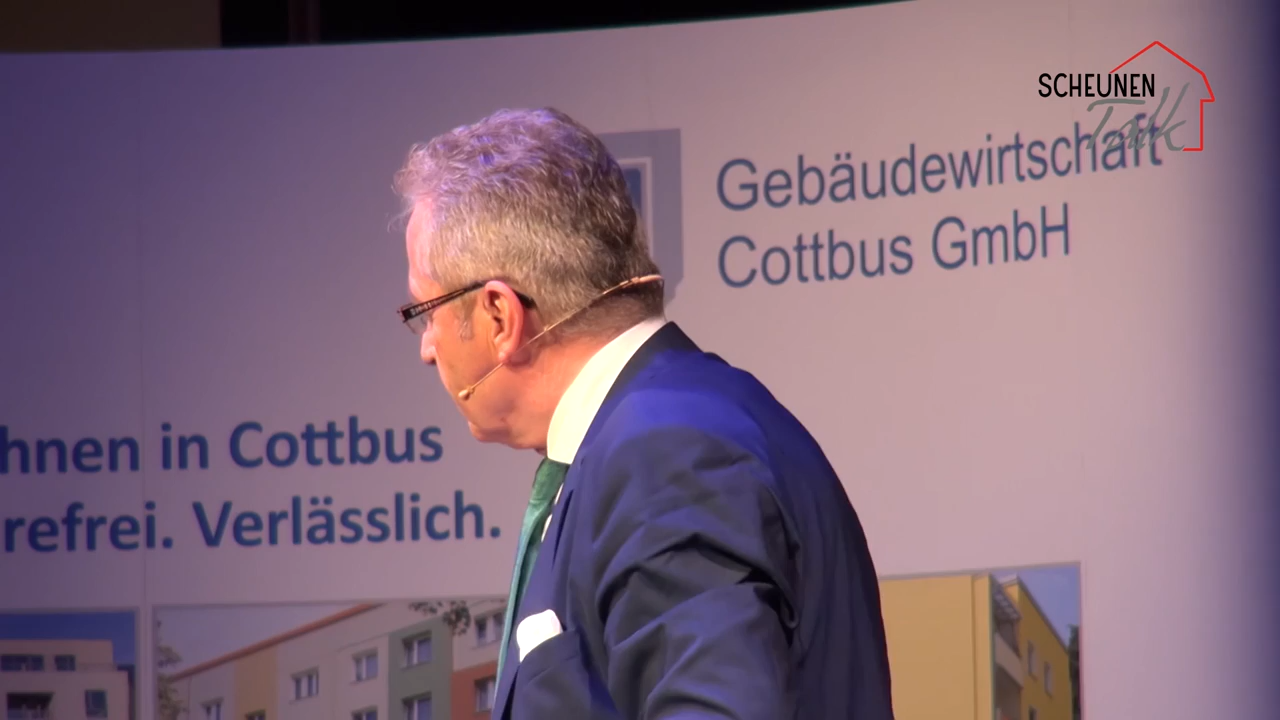 SCHEUNEN
Talk
Gebäudewirtschaft
Cottbus GmbH
hnen in Cottbus
refrei. Verlässlich.